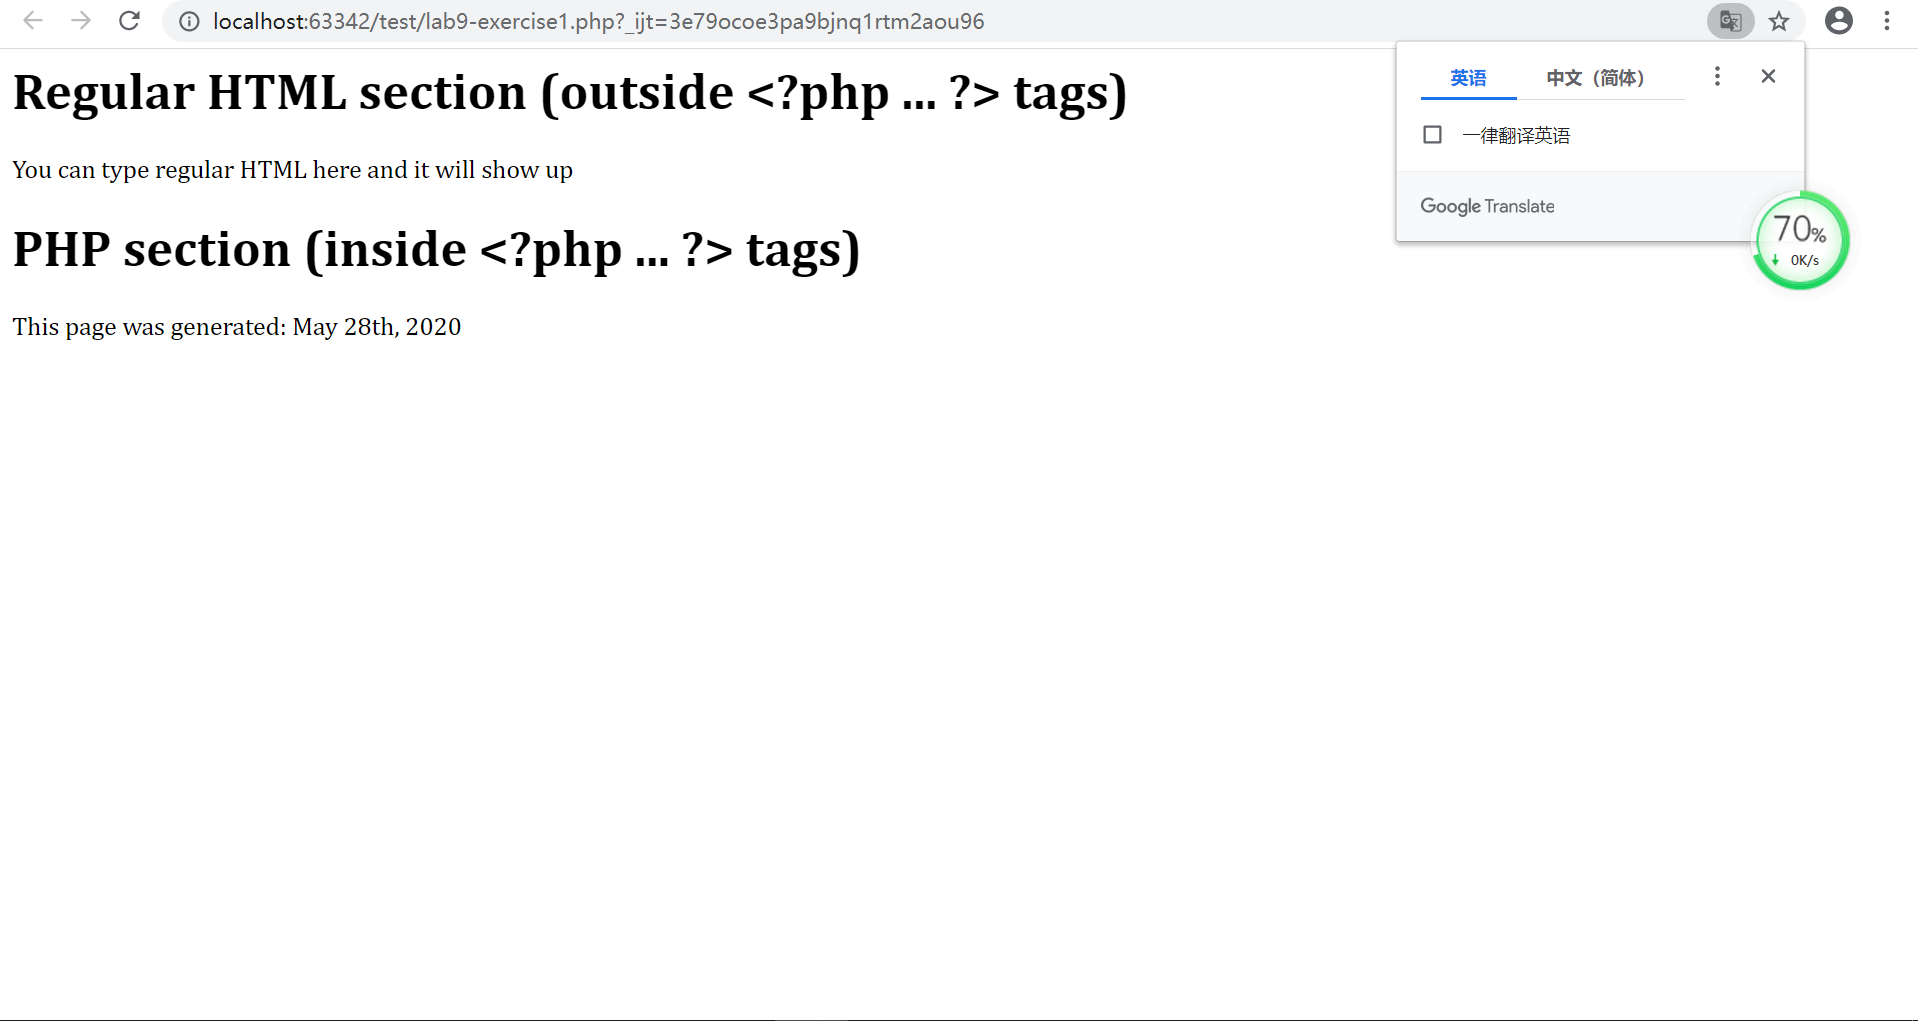 localhost:63342/test/lab9-exercise1.php?_ijt=3e79ocoe3pa9bjnq1rtm2aou96
Regular HTML section (outside <?php ... ?> tags)
You can type regular HTML here and it will show up
PHP section (inside <?php ... ?> tags)
This page was generated: May 28th, 2020
英语 中文（简体）
一律翻译英语
Google Translate
70%
0K/s